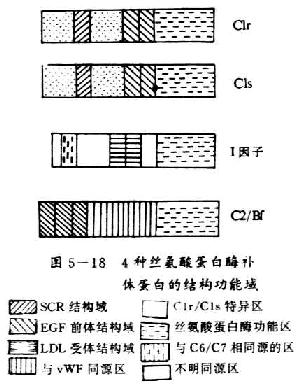 C1r
C1s
I因子
C2/Bf
图 5-18 4 种丝氨酸蛋白酶补
体蛋白的结构功能域
SCR 结构域 C1r/C1s 特异区
EGF 前体结构域 丝氨酸蛋白酶功能区
LDL 受体结构域 与 C6/C7 相同源的区
与 vWF 同源区 不明同源区